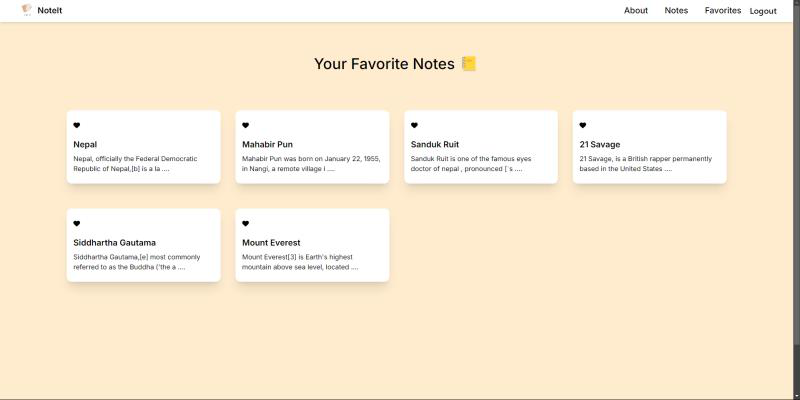 NoteIt
About Notes Favorites Logout
Your Favorite Notes
Nepal
Nepal, officially the Federal Democratic
Republic of Nepal,[b] is a la ....
Mahabir Pun
Mahabir Pun was born on January 22, 1955,
in Nangi, a remote village i ....
Sanduk Ruit
Sanduk Ruit is one of the famous eyes
doctor of nepal , pronounced [ˈs ....
21 Savage
21 Savage, is a British rapper permanently
based in the United States ....
Siddhartha Gautama
Siddhartha Gautama,[e] most commonly
referred to as the Buddha ('the a ....
Mount Everest
Mount Everest[3] is Earth's highest
mountain above sea level, located ....